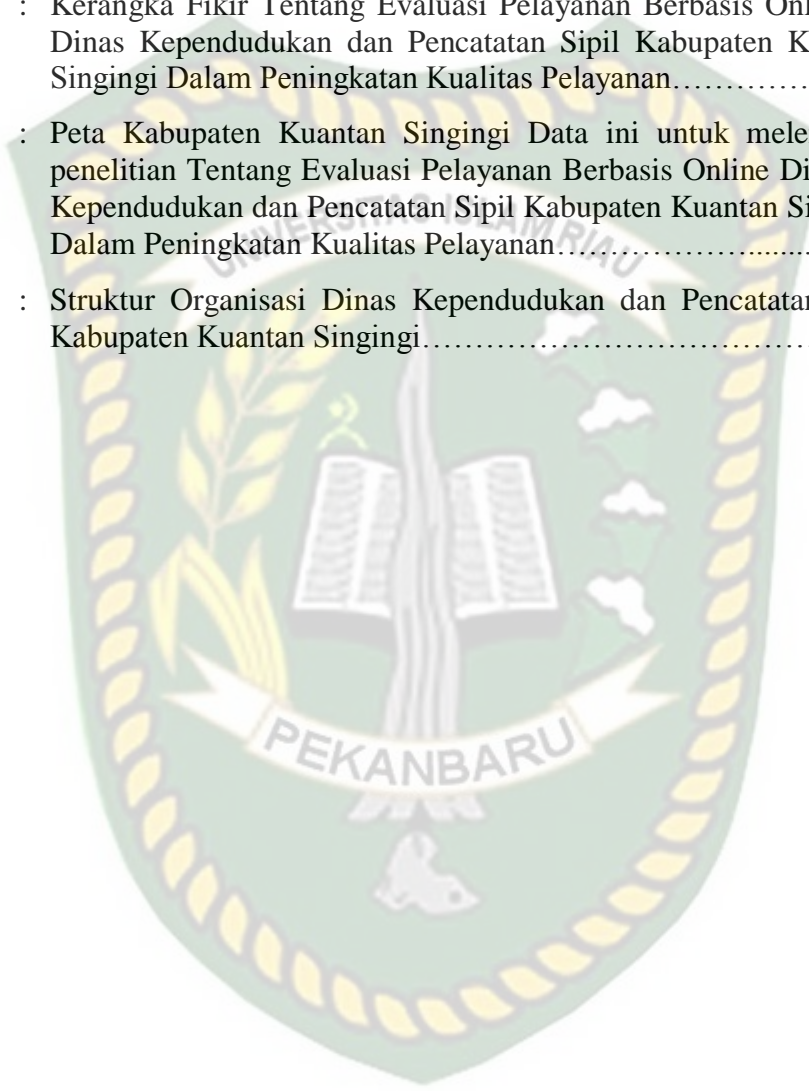 : Kerangka Fikir Tentang Evaluasi Pelayanan Berbasis Onl
Dinas Kependudukan dan Pencatatan Sipil Kabupaten K
Singingi Dalam Peningkatan Kualitas Pelayanan…………
: Peta Kabupaten Kuantan Singingi Data ini untuk mele
penelitian Tentang Evaluasi Pelayanan Berbasis Online Di
Kependudukan dan Pencatatan Sipil Kabupaten Kuantan Si
Dalam Peningkatan Kualitas Pelayanan………………........
: Struktur Organisasi Dinas Kependudukan dan Pencatatan
Kabupaten Kuantan Singingi………………………………
UNIVERSITAS ISLAM RIAU
PEKANBARU